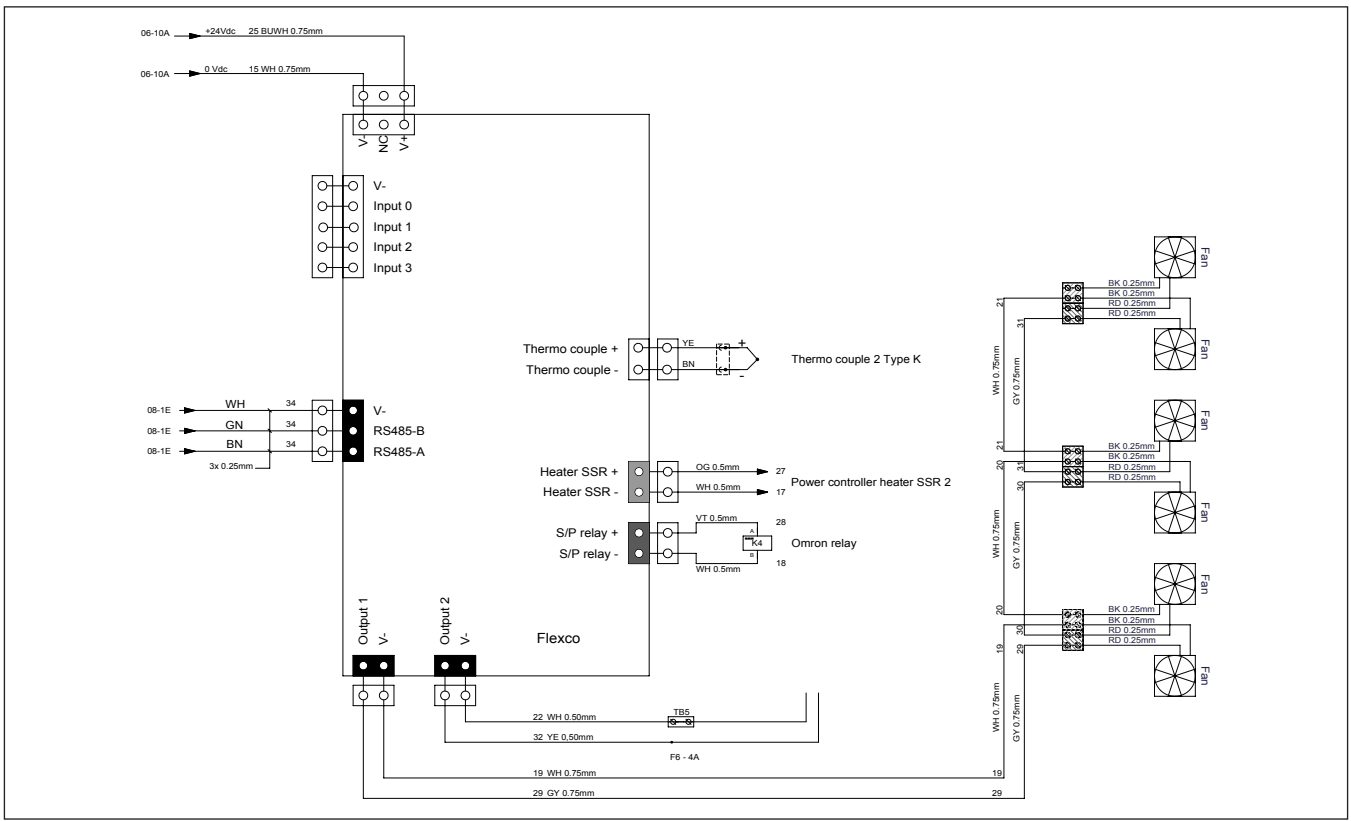 06-10A +24Vdc 25 BUWH 0.75mm
06-10A 0 Vdc 15 WH 0.75mm
V- NC V+
V-
Input 0
Input 1
Input 2
Input 3
Thermo couple + YE +
Thermo couple - BN -
Thermo couple 2 Type K
08-1E WH 34 V-
08-1E GN 34 RS485-B
08-1E BN 34 RS485-A
3x 0.25mm
Heater SSR + OG 0.5mm 27
Heater SSR - WH 0.5mm 17
Power controller heater SSR 2
S/P relay + VT 0.5mm 28
A
K4
B
Omron relay
S/P relay - WH 0.5mm 18
Output 1
V-
Output 2
V-
Flexco
22 WH 0.50mm TB5
32 YE 0,50mm
F6 - 4A
19 WH 0.75mm 19
29 GY 0.75mm 29
Fan
BK 0.25mm
BK 0.25mm
RD 0.25mm
RD 0.25mm
21
31
Fan
WH 0.75mm
GY 0.75mm
Fan
21
20
31
30
BK 0.25mm
BK 0.25mm
RD 0.25mm
RD 0.25mm
Fan
WH 0.75mm
GY 0.75mm
Fan
20
30
19
29
BK 0.25mm
BK 0.25mm
RD 0.25mm
RD 0.25mm
Fan
WH 0.75mm
GY 0.75mm